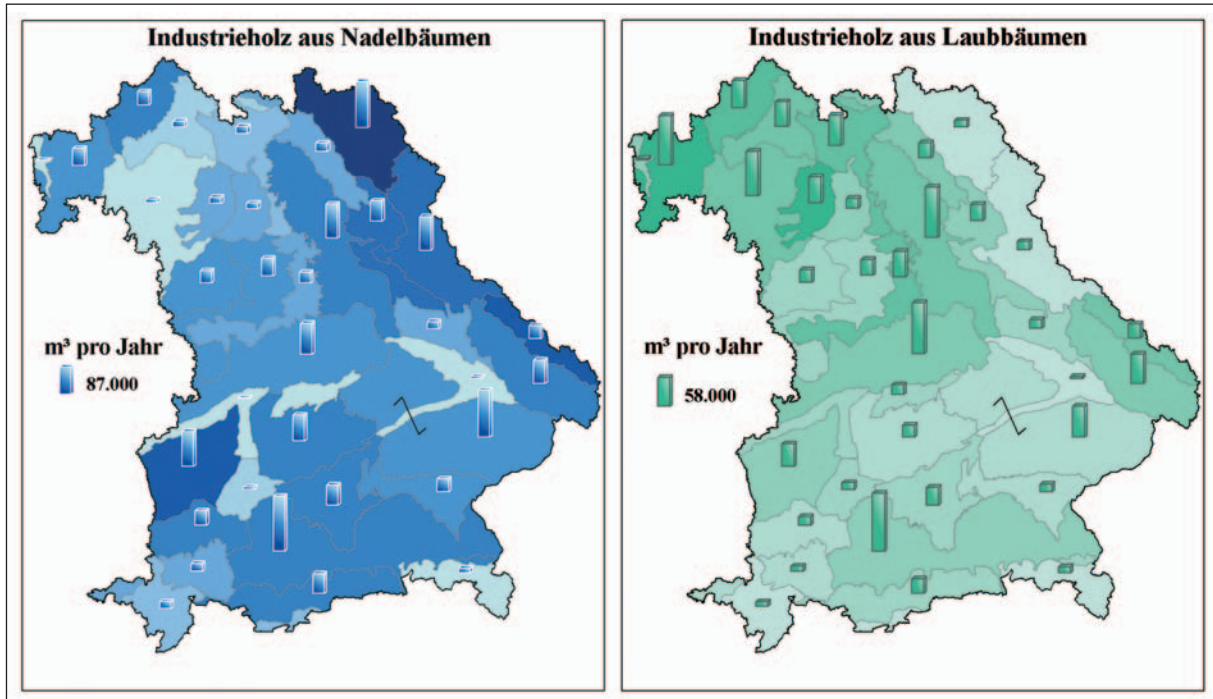 Industrieholz aus Nadelbäumen
m³ pro Jahr
87.000
Industrieholz aus Laubbäumen
m³ pro Jahr
58.000